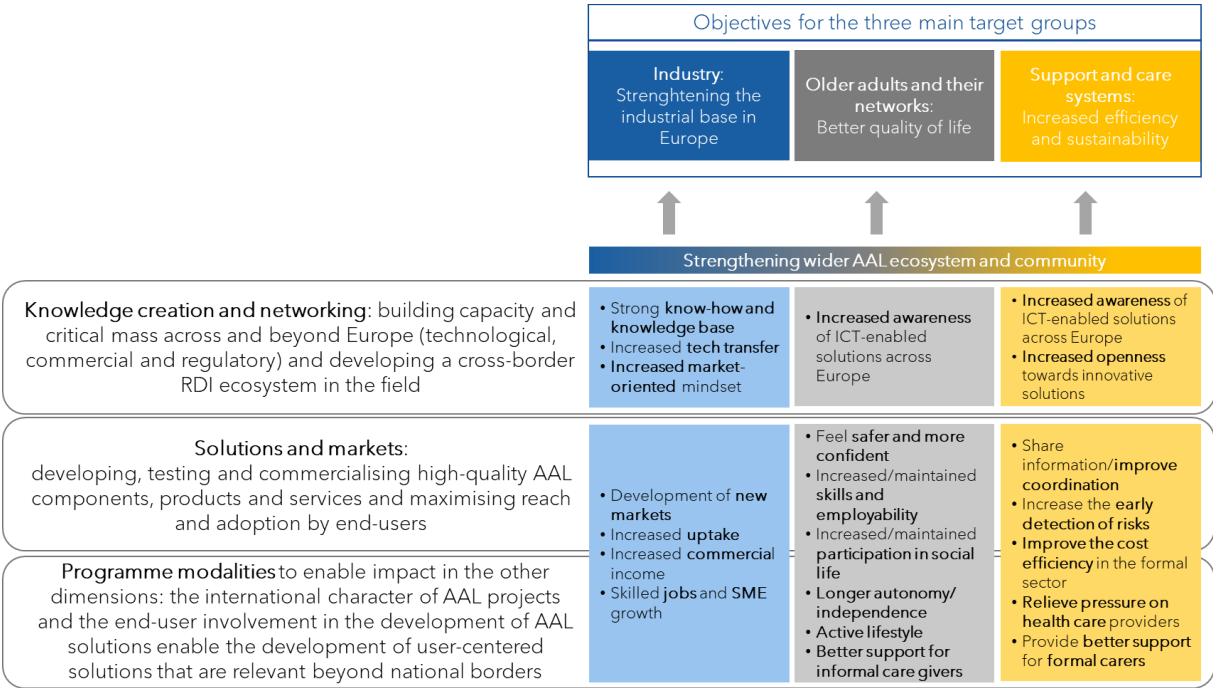 Objectives for the three main target groups
Industry:
Strenghtening the
industrial base in
Europe
Older adults and their
networks:
Better quality of life
Support and care
systems:
Increased efficiency
and sustainability
Strengthening wider AAL ecosystem and community
Knowledge creation and networking: building capacity and
critical mass across and beyond Europe (technological,
commercial and regulatory) and developing a cross-border
RDI ecosystem in the field
• Strong know-how and
knowledge base
• Increased tech transfer
• Increased market-
oriented mindset
• Increased awareness
of ICT-enabled
solutions across
Europe
• Increased awareness of
ICT-enabled solutions
across Europe
• Increased openness
towards innovative
solutions
Solutions and markets:
developing, testing and commercialising high-quality AAL
components, products and services and maximising reach
and adoption by end-users
Programme modalities to enable impact in the other
dimensions: the international character of AAL projects
and the end-user involvement in the development of AAL
solutions enable the development of user-centered
solutions that are relevant beyond national borders
• Development of new
markets
• Increased uptake
• Increased commercial
income
• Skilled jobs and SME
growth
• Feel safer and more
confident
• Increased/maintained
skills and
employability
• Increased/maintained
participation in social
life
• Longer autonomy/
independence
• Active lifestyle
• Better support for
informal care givers
• Share
information/improve
coordination
• Increase the early
detection of risks
• Improve the cost
efficiency in the formal
sector
• Relieve pressure on
health care providers
• Provide better support
for formal carers